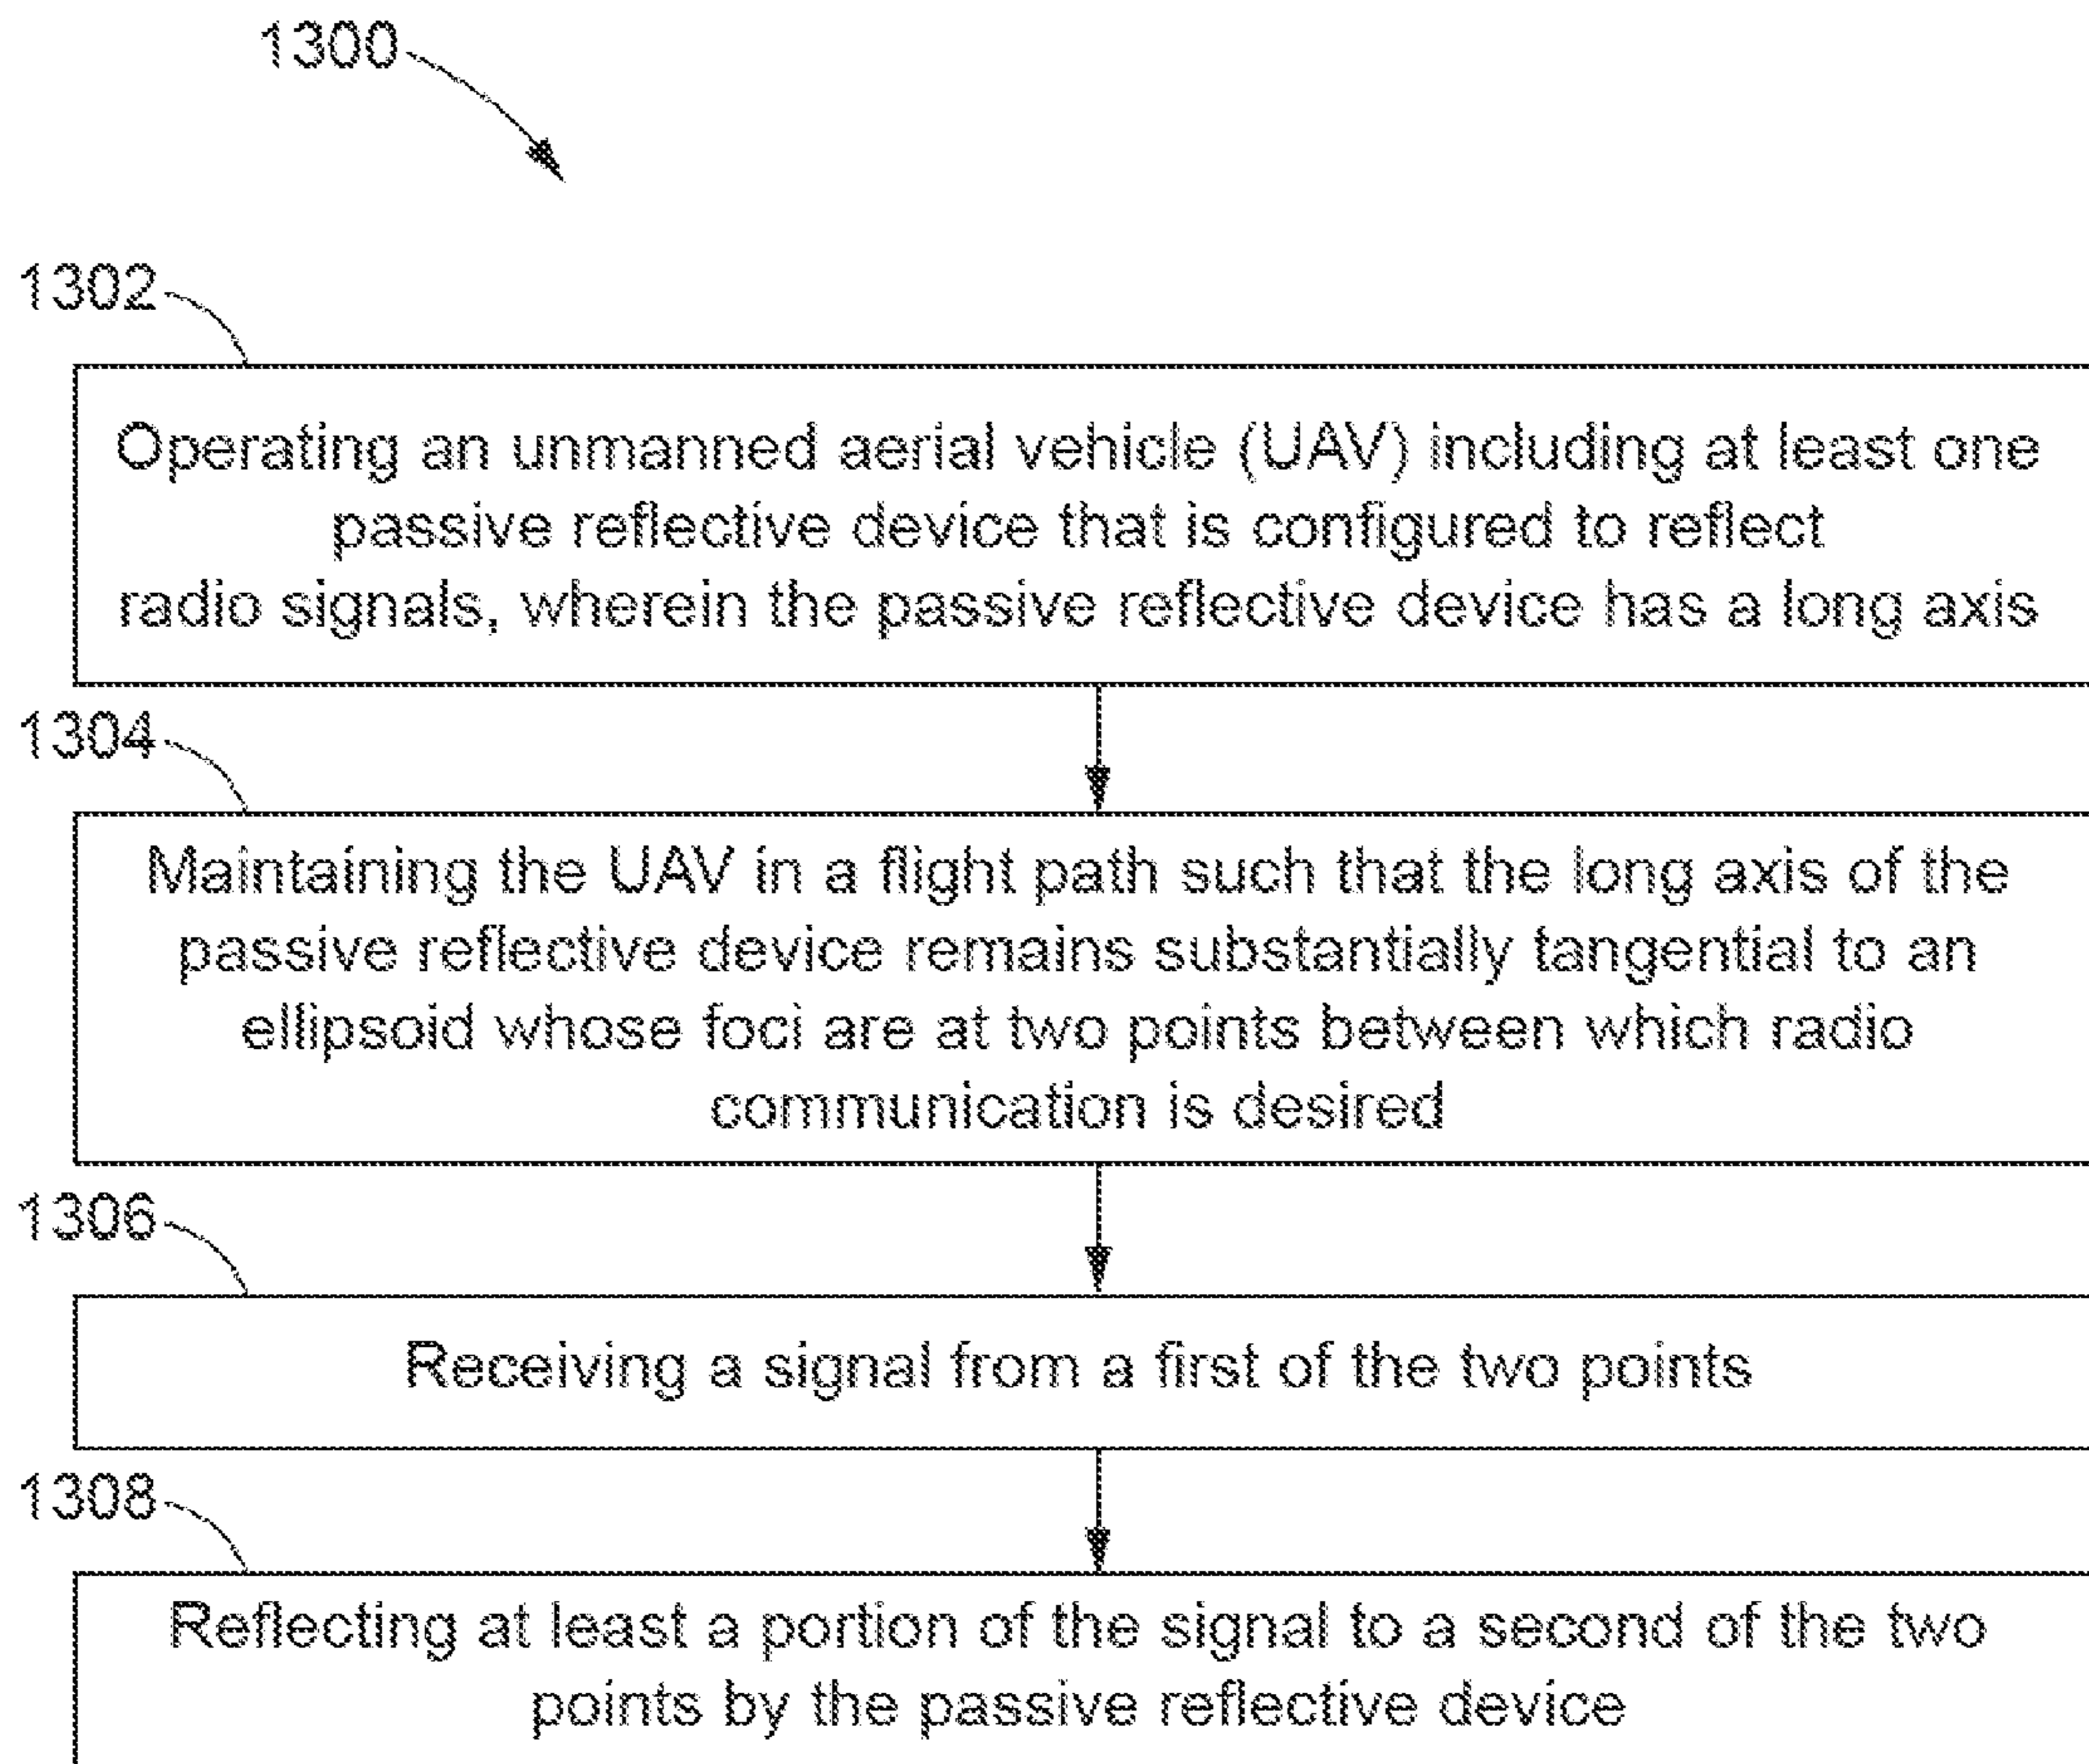 1300
1302
Operating an unmanned aerial vehicle (UAV) including at least one
passive reflective device that is configured to reflect
radio signals, wherein the passive reflective device has a long axis
1304
Maintaining the UAV in a flight path such that the long axis of the
passive reflective device remains substantially tangential to an
ellipsoid whose foci are at two points between which radio
communication is desired
1306
Receiving a signal from a first of the two points
1308
Reflecting at least a portion of the signal to a second of the two
points by the passive reflective device